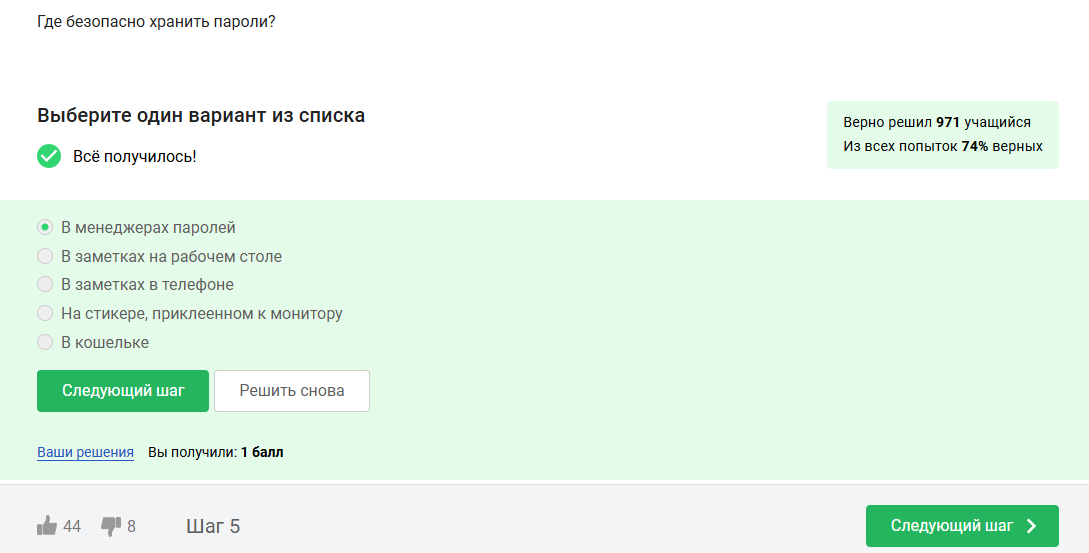 Где безопасно хранить пароли?
Выберите один вариант из списка
Всё получилось!
Верно решил 971 учащийся
Из всех попыток 74% верных
В менеджерах паролей
В заметках на рабочем столе
В заметках в телефоне
На стикере, приклеенном к монитору
В кошельке
Следующий шаг
Решить снова
Ваши решения Вы получили: 1 балл
44 8 Шаг 5
Следующий шаг